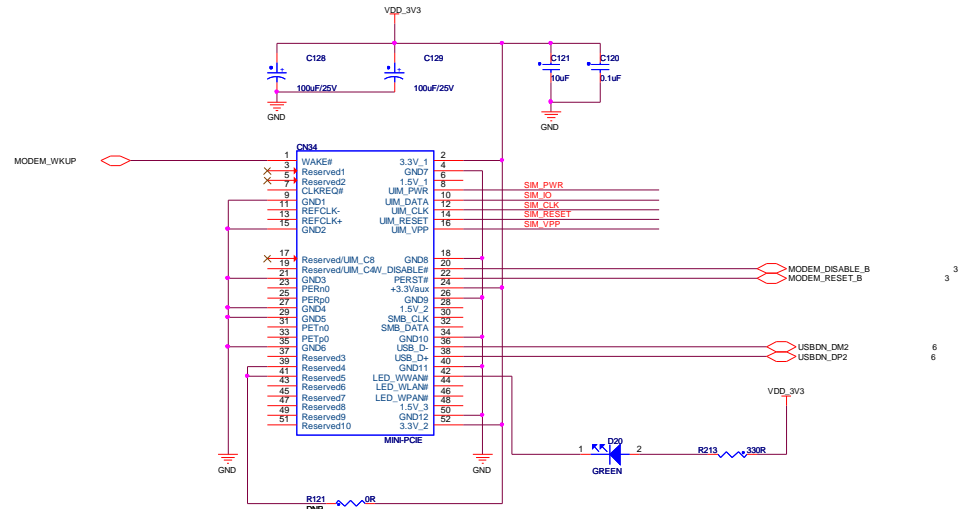 VDD_3V3
C128
C129
C121
C120
100uF/25V
100uF/25V
10uF
0.1uF
GND
GND
CN34
MODEM_WKUP
1 WAKE# 3.3V_1 2
3 Reserved1 GND7 4
5 Reserved2 1.5V_1 6
7 CLKREQ# UIM_PWR 8 SIM_PWR
9 GND1 UIM_DATA 10 SIM_IO
11 REFCLK- UIM_CLK 12 SIM_CLK
13 REFCLK+ UIM_RESET 14 SIM_RESET
15 GND2 UIM_VPP 16 SIM_VPP
17 Reserved/UIM_C8 GND8 18
19 Reserved/UIM_C4W_DISABLE# 20 MODEM_DISABLE_B 3
21 GND3 PERST# 22 MODEM_RESET_B 3
23 PERn0 +3.3Vaux 24
25 PERp0 GND9 26
27 GND4 1.5V_2 28
29 GND5 SMB_CLK 30
31 PETn0 SMB_DATA 32
33 PETp0 GND10 34
35 GND6 USB_D- 36 USBDN_DM2 6
37 Reserved3 USB_D+ 38 USBDN_DP2 6
39 Reserved4 GND11 40
41 Reserved5 LED_WWAN# 42
43 Reserved6 LED_WLAN# 44
45 Reserved7 LED_WPAN# 46
47 Reserved8 1.5V_3 48
49 Reserved9 GND12 50
51 Reserved10 3.3V_2 52
MINI-PCIE
VDD_3V3
D20
1 2
GREEN
R213 330R
GND
GND
R121 0R
DNP